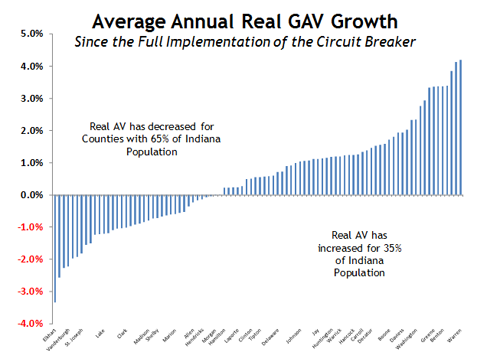 Average Annual Real GAV Growth
Since the Full Implementation of the Circuit Breaker
5.0%
4.0%
3.0%
2.0%
1.0%
0.0%
-1.0%
-2.0%
-3.0%
-4.0%
Real AV has decreased for
Counties with 65% of Indiana
Population
Real AV has
increased for 35%
of Indiana
Population
Elkhart
Vanderburgh
St. Joseph
Lake
Clark
Madison
Shelby
Marion
Allen
Hendricks
Morgan
Hamilton
Laporte
Clinton
Tipton
Delaware
Johnson
Jay
Huntington
Warrick
Hancock
Carroll
Decatur
Boone
Daviess
Washington
Greene
Benton
Warren